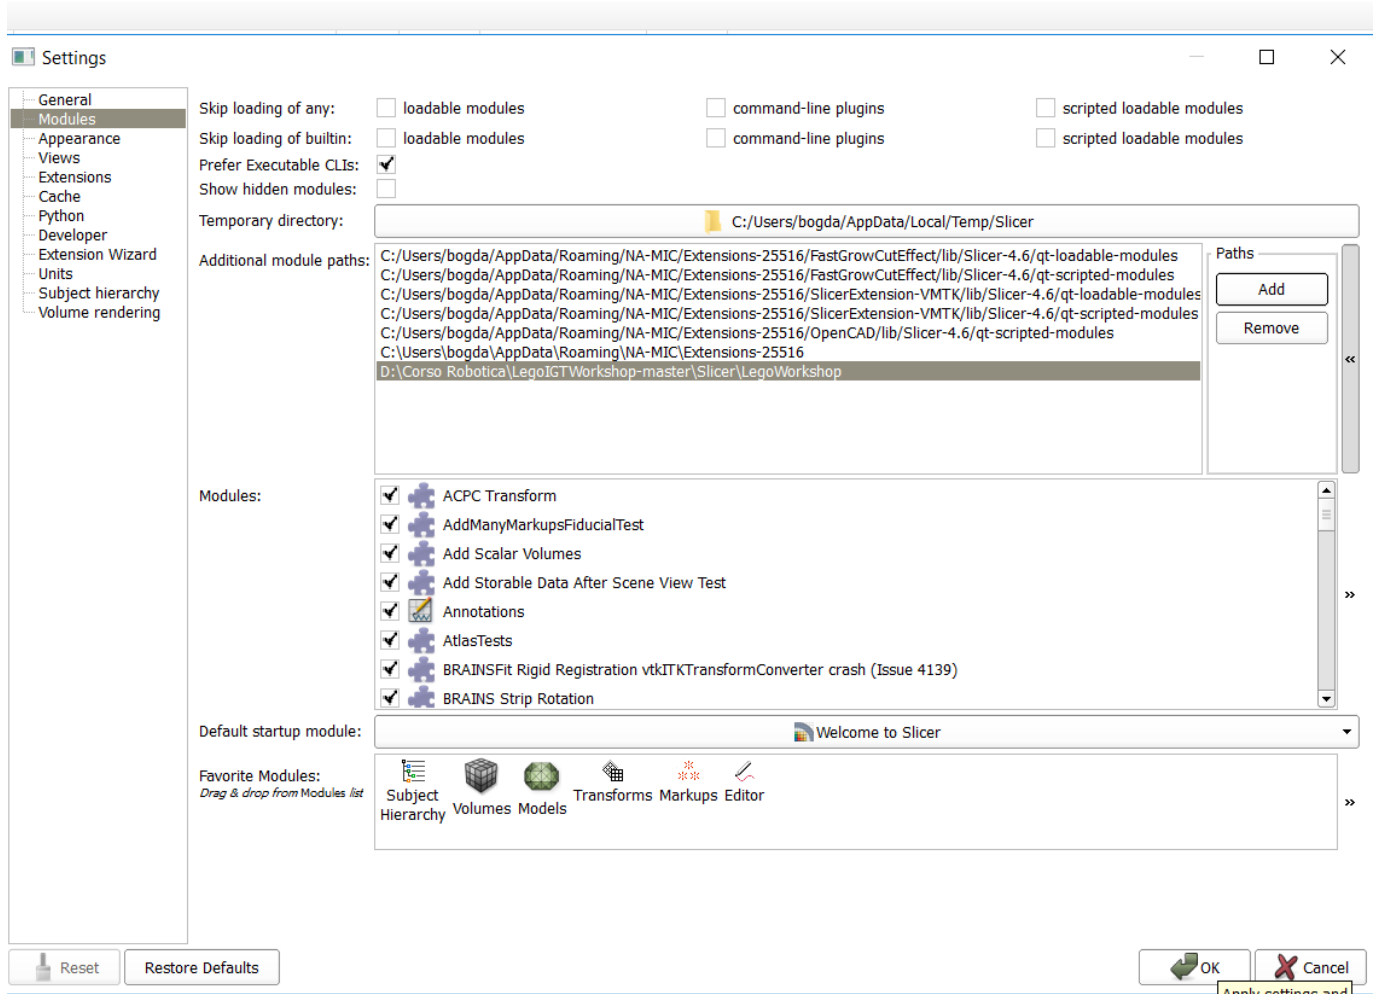 Settings
General
Modules
Appearance
Views
Extensions
Cache
Python
Developer
Extension Wizard
Units
Subject hierarchy
Volume rendering
Skip loading of any: loadable modules command-line plugins scripted loadable modules
Skip loading of builtin: loadable modules command-line plugins scripted loadable modules
Prefer Executable CLIs:
Show hidden modules:
Temporary directory: C:/Users/bogda/AppData/Local/Temp/Slicer
Additional module paths:
C:/Users/bogda/AppData/Roaming/NA-MIC/Extensions-25516/FastGrowCutEffect/lib/Slicer-4.6/qt-loadable-modules
C:/Users/bogda/AppData/Roaming/NA-MIC/Extensions-25516/FastGrowCutEffect/lib/Slicer-4.6/qt-scripted-modules
C:/Users/bogda/AppData/Roaming/NA-MIC/Extensions-25516/SlicerExtension-VMTK/lib/Slicer-4.6/qt-loadable-modules
C:/Users/bogda/AppData/Roaming/NA-MIC/Extensions-25516/SlicerExtension-VMTK/lib/Slicer-4.6/qt-scripted-modules
C:/Users/bogda/AppData/Roaming/NA-MIC/Extensions-25516/OpenCAD/lib/Slicer-4.6/qt-scripted-modules
C:\Users\bogda\AppData\Roaming\NA-MIC\Extensions-25516
D:\Corso Robotica\LegoIGTWorkshop-master\Slicer\LegoWorkshop
Paths
Add
Remove
«
Modules:
ACPC Transform
AddManyMarkupsFiducialTest
Add Scalar Volumes
Add Storable Data After Scene View Test
Annotations
AtlasTests
BRAINSFit Rigid Registration vtkITKTransformConverter crash (Issue 4139)
BRAINS Strip Rotation
»
Default startup module: Welcome to Slicer
Favorite Modules:
Drag & drop from Modules list
Subject Hierarchy
Volumes
Models
Transforms
Markups
Editor
»
Reset
Restore Defaults
OK
Cancel
Apply settings and